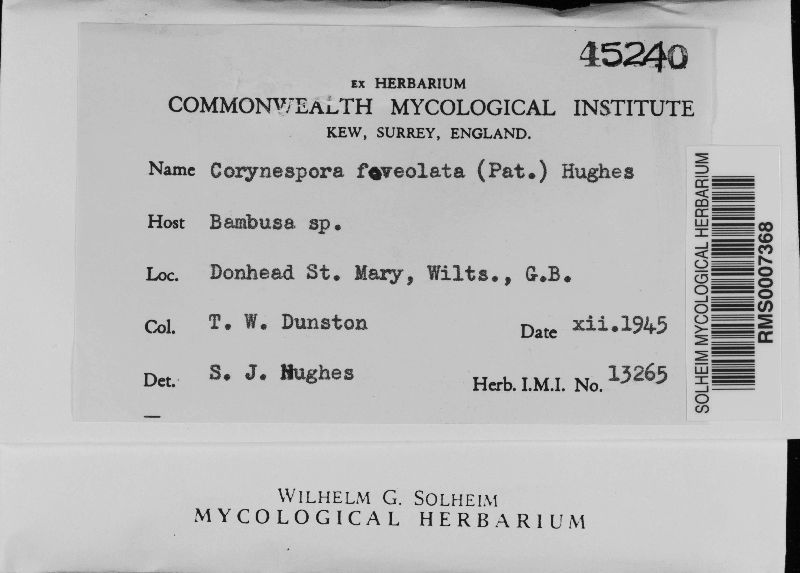 45240
EX HERBARIUM
COMMONWEALTH MYCOLOGICAL INSTITUTE
KEW, SURREY, ENGLAND.
Name Corynespora foveolata (Pat.) Hughes
Host Bambusa sp.
Loc. Donhead St. Mary, Wilts., G.B.
Col. T. W. Dunston Date xii.1945
Det. S. J. Hughes Herb. I.M.I. No. 13265
SOLHEIM MYCOLOGICAL HERBARIUM
RMS0007368
WILHELM G. SOLHEIM
MYCOLOGICAL HERBARIUM